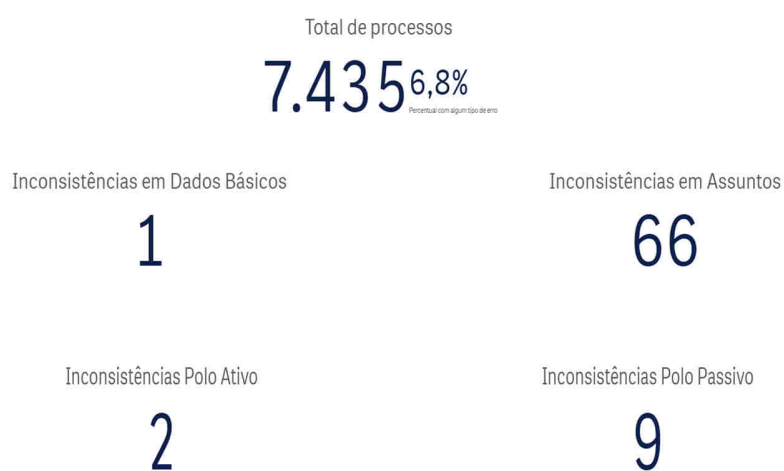 Total de processos
7.435 6,8%
Percentual com algum tipo de erro
Inconsistências em Dados Básicos
1
Inconsistências em Assuntos
66
Inconsistências Polo Ativo
2
Inconsistências Polo Passivo
9